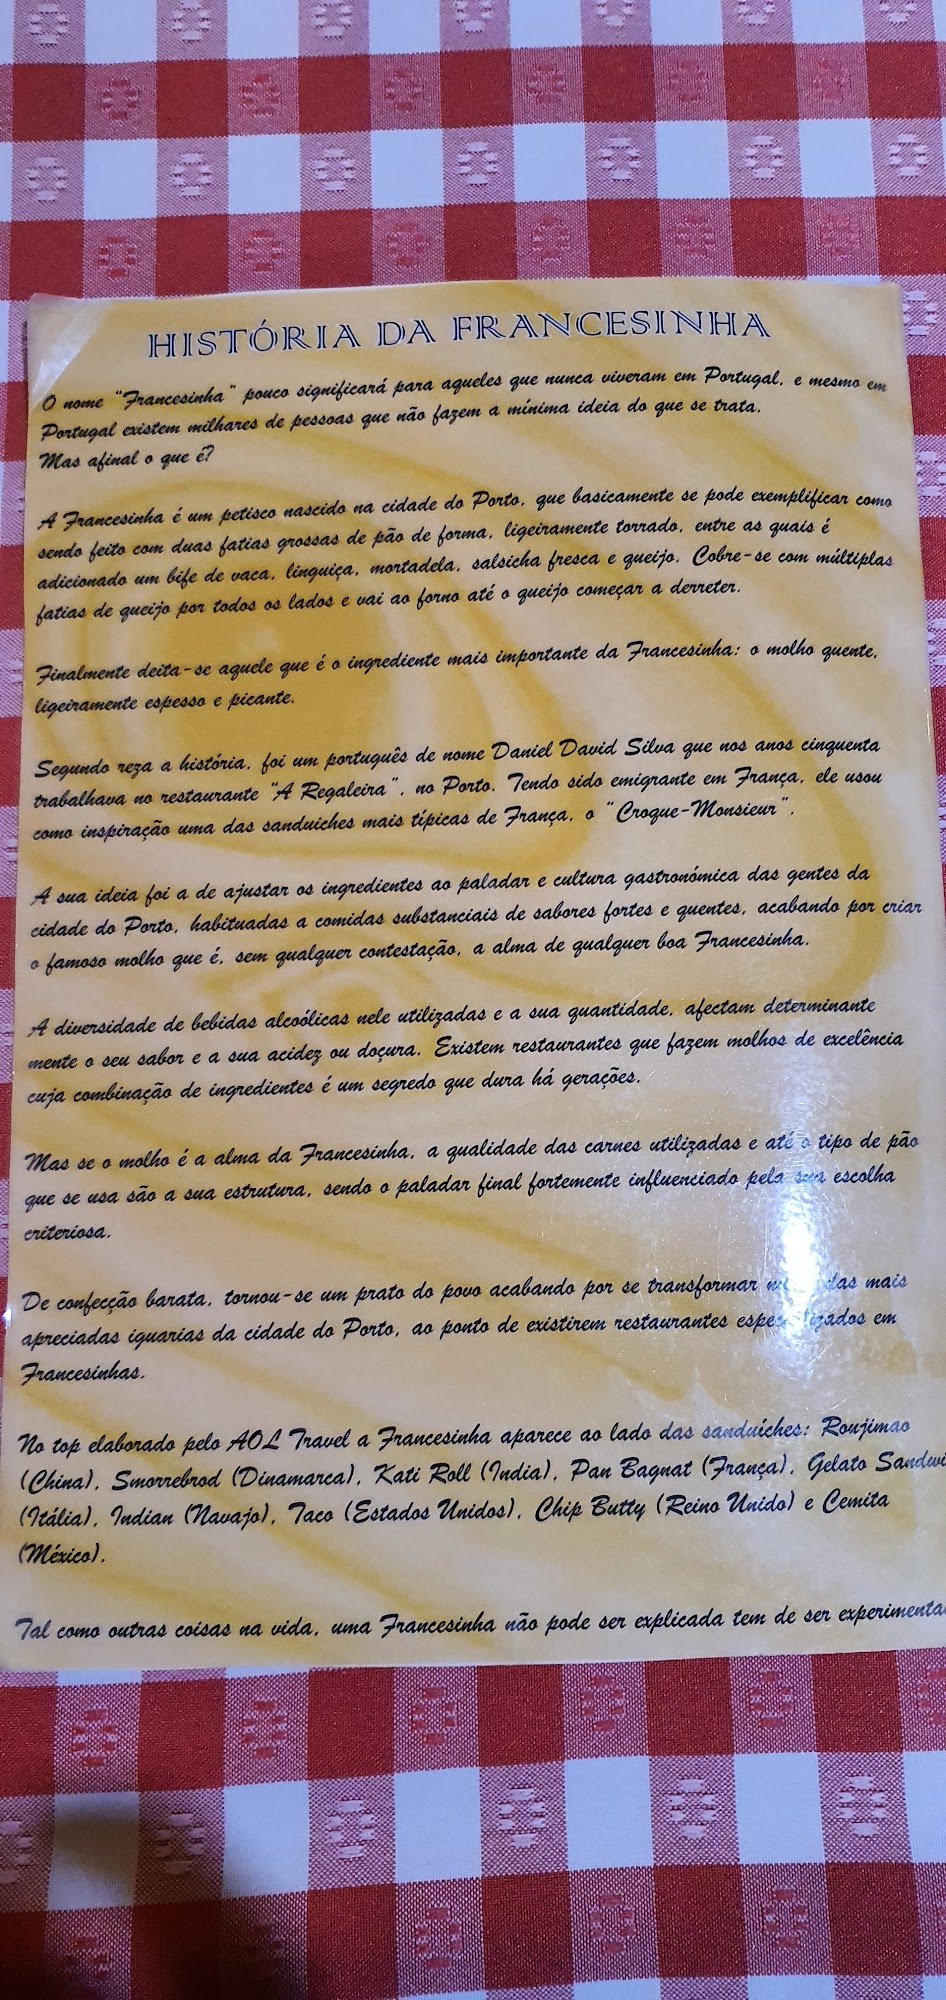 HISTÓRIA DA FRANCESINHA
O nome "Francesinha" pouco significará para aqueles que nunca viveram em Portugal, e mesmo em
Portugal existem milhares de pessoas que não fazem a mínima ideia do que se trata.
Mas afinal o que é?
A Francesinha é um petisco nascido na cidade do Porto, que basicamente se pode exemplificar como
sendo feito com duas fatias grossas de pão de forma, ligeiramente torrado, entre as quais é
adicionado um bife de vaca, linguiça, mortadela, salsicha fresca e queijo. Cobre-se com múltiplas
fatias de queijo por todos os lados e vai ao forno até o queijo começar a derreter.
Finalmente deita-se aquele que é o ingrediente mais importante da Francesinha: o molho quente,
ligeiramente espesso e picante.
Segundo reza a história, foi um português de nome Daniel David Silva que nos anos cinquenta
trabalhava no restaurante "A Regaleira", no Porto. Tendo sido emigrante em França, ele usou
como inspiração uma das sanduiches mais típicas de França, o "Croque-Monsieur".
A sua ideia foi a de ajustar os ingredientes ao paladar e cultura gastronómica das gentes da
cidade do Porto, habituadas a comidas substanciais de sabores fortes e quentes, acabando por criar
o famoso molho que é, sem qualquer contestação, a alma de qualquer boa Francesinha.
A diversidade de bebidas alcoólicas nele utilizadas e a sua quantidade, afectam determinante
mente o seu sabor e a sua acidez ou doçura. Existem restaurantes que fazem molhos de excelência
cuja combinação de ingredientes é um segredo que dura há gerações.
Mas se o molho é a alma da Francesinha, a qualidade das carnes utilizadas e até o tipo de pão
que se usa são a sua estrutura, sendo o paladar final fortemente influenciado pela sua escolha
criteriosa.
De confecção barata, tornou-se um prato do povo acabando por se transformar das mais
apreciadas iguarias da cidade do Porto, ao ponto de existirem restaurantes especializados em
Francesinhas.
No top elaborado pelo AOL Travel a Francesinha aparece ao lado das sanduíches: Roujimao
(China), Smorrebrod (Dinamarca), Kati Roll (India), Pan Bagnat (França), Gelato Sandwi
(Itália), Indian (Navajo), Taco (Estados Unidos), Chip Butty (Reino Unido) e Cemita
(México).
Tal como outras coisas na vida, uma Francesinha não pode ser explicada tem de ser experimenta